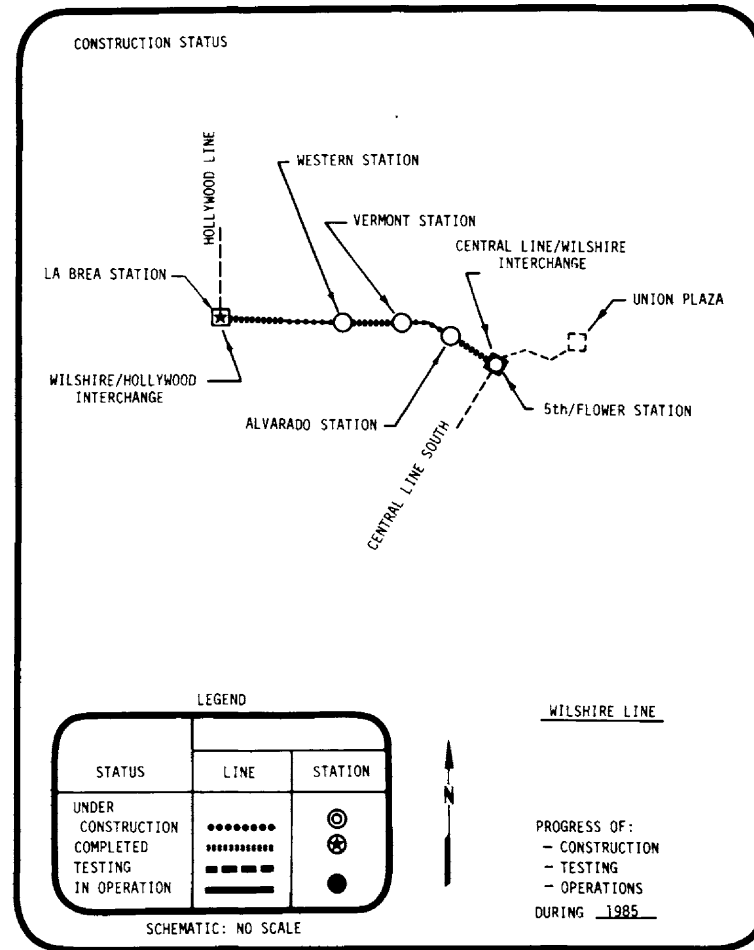 CONSTRUCTION STATUS
HOLLYWOOD LINE
WESTERN STATION
VERMONT STATION
CENTRAL LINE/WILSHIRE
INTERCHANGE
LA BREA STATION
UNION PLAZA
WILSHIRE/HOLLYWOOD
INTERCHANGE
ALVARADO STATION
5th/FLOWER STATION
CENTRAL LINE SOUTH
LEGEND
STATUS LINE STATION
UNDER
CONSTRUCTION
COMPLETED
TESTING
IN OPERATION
SCHEMATIC: NO SCALE
N
WILSHIRE LINE
PROGRESS OF:
- CONSTRUCTION
- TESTING
- OPERATIONS
DURING 1985